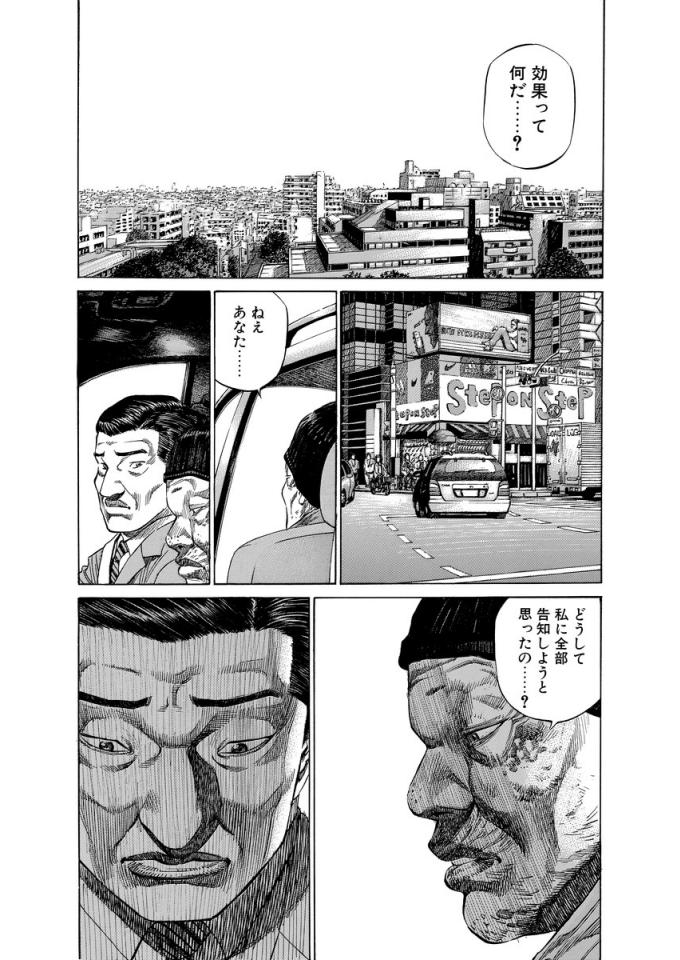 効果って
何だ……?
ねえ
あなた……
Step on Step
STEP ON STEP
どうして
私に全部
告知しようと
思ったの……?